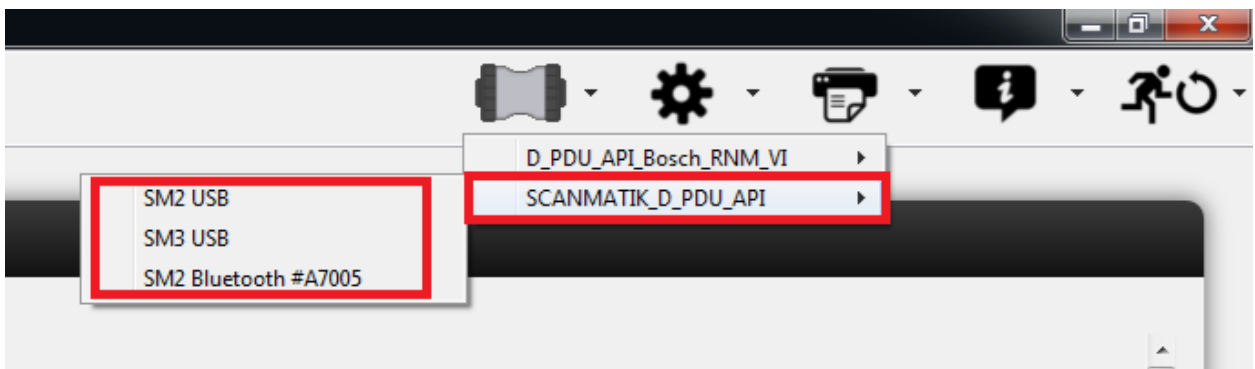 D_PDU_API_Bosch_RNM_VI
SCANMATIK_D_PDU_API
SM2 USB
SM3 USB
SM2 Bluetooth #A7005